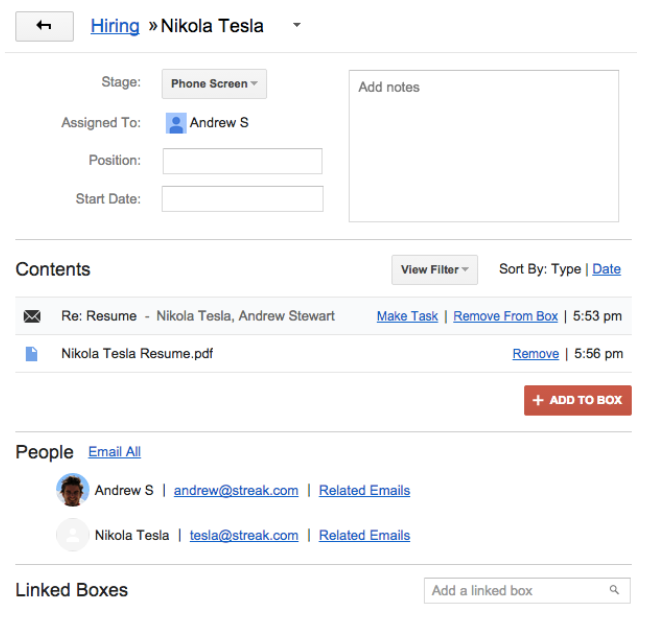 Hiring » Nikola Tesla
Stage: Phone Screen
Add notes
Assigned To: Andrew S
Position:
Start Date:
Contents View Filter Sort By: Type | Date
Re: Resume - Nikola Tesla, Andrew Stewart Make Task | Remove From Box | 5:53 pm
Nikola Tesla Resume.pdf Remove | 5:56 pm
+ ADD TO BOX
People Email All
Andrew S | andrew@streak.com | Related Emails
Nikola Tesla | tesla@streak.com | Related Emails
Linked Boxes Add a linked box